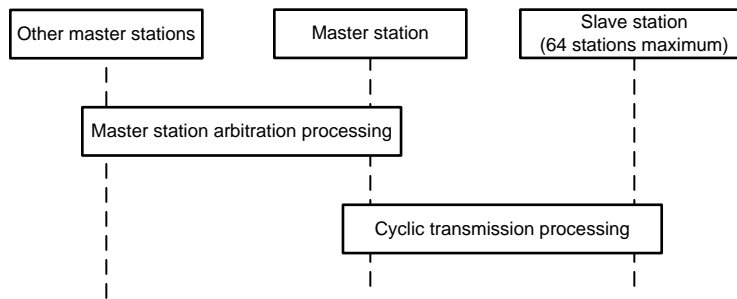 Other master stations
Master station
Slave station
(64 stations maximum)
Master station arbitration processing
Cyclic transmission processing